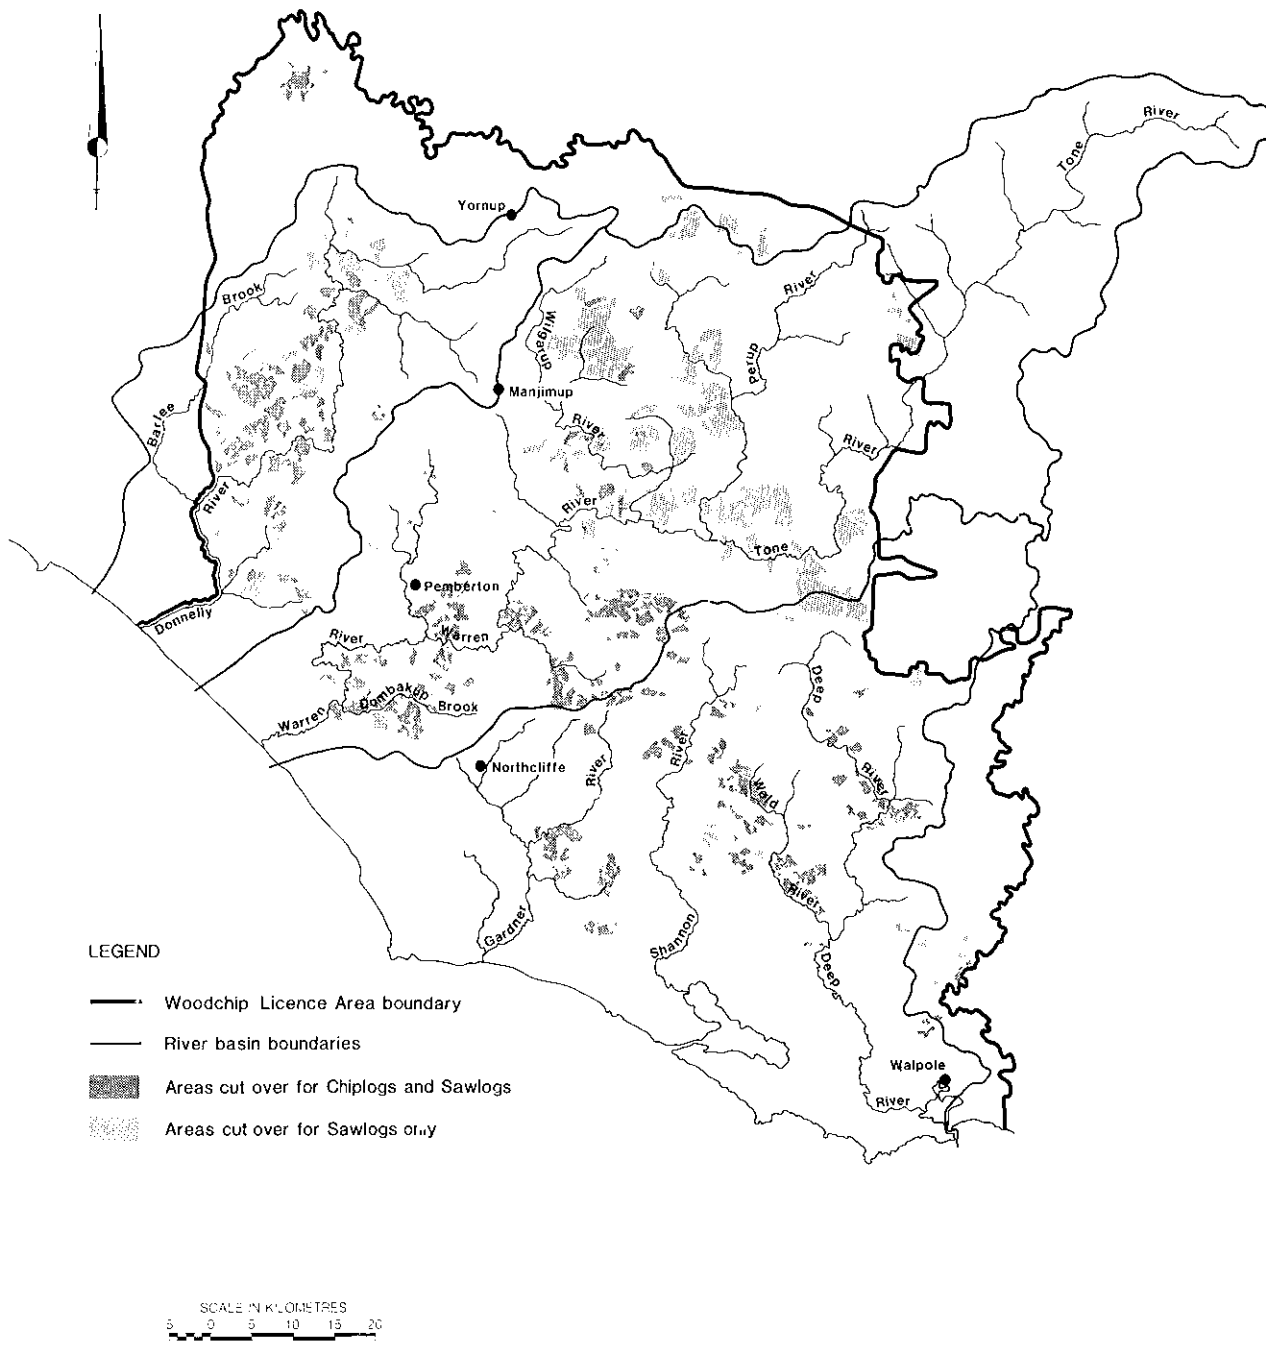 River
Tone
Yornup
River
Brook
Wilgarup
Perup
Manjimup
Barlee
River
River
River
River
Tone
Pemberton
Donnelly
River
Warren
Deep
Dombakup
Brook
Warren
River
Northcliffe
River
River
Weld
River
Gardner
Shannon
Deep
LEGEND
Woodchip Licence Area boundary
River basin boundaries
Walpole
Areas cut over for Chiplogs and Sawlogs
River
Areas cut over for Sawlogs
SCALE IN KILOMETRES
5 0 5 10 15 20